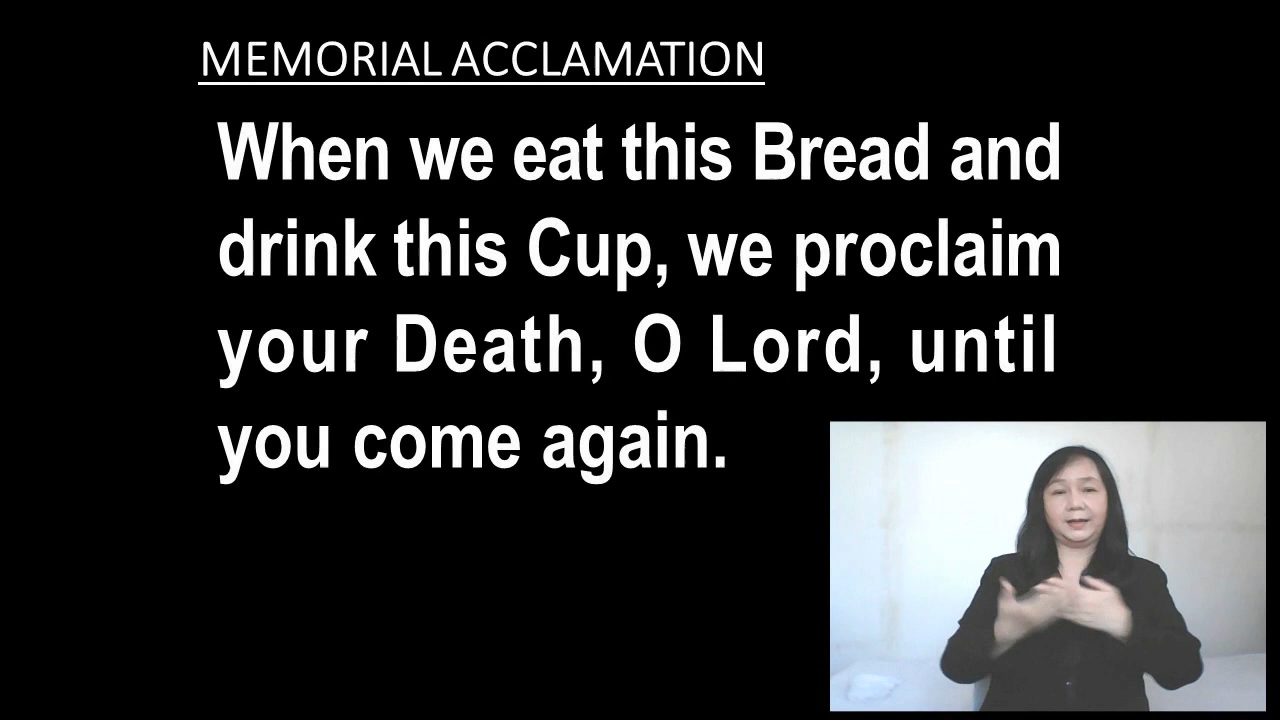 MEMORIAL ACCLAMATION
When we eat this Bread and
drink this Cup, we proclaim
your Death, O Lord, until
you come again.